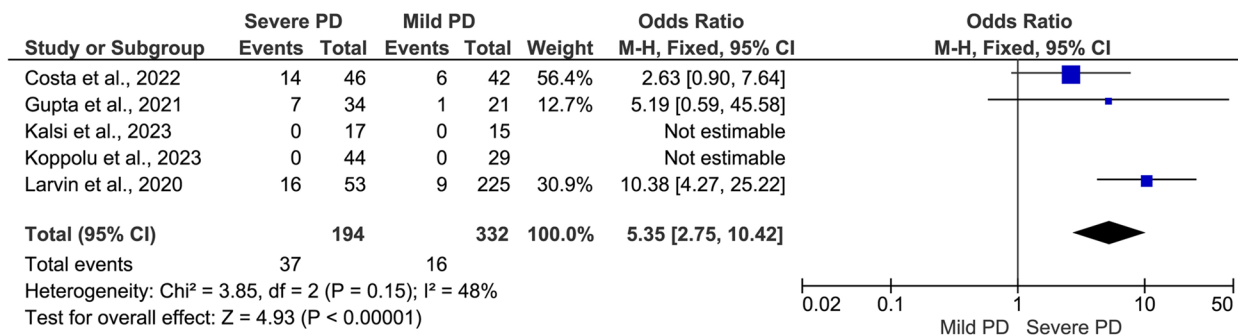 Severe PD Mild PD Odds Ratio Odds Ratio
Study or Subgroup Events Total Events Total Weight M-H, Fixed, 95% CI M-H, Fixed, 95% CI
Costa et al., 2022 14 46 6 42 56.4% 2.63 [0.90, 7.64]
Gupta et al., 2021 7 34 1 21 12.7% 5.19 [0.59, 45.58]
Kalsi et al., 2023 0 17 0 15 Not estimable
Koppolu et al., 2023 0 44 0 29 Not estimable
Larvin et al., 2020 16 53 9 225 30.9% 10.38 [4.27, 25.22]
Total (95% CI) 194 332 100.0% 5.35 [2.75, 10.42]
Total events 37 16
Heterogeneity: Chi² = 3.85, df = 2 (P = 0.15); I² = 48%
Test for overall effect: Z = 4.93 (P < 0.00001)
0.02 0.1 1 10 50
Mild PD Severe PD